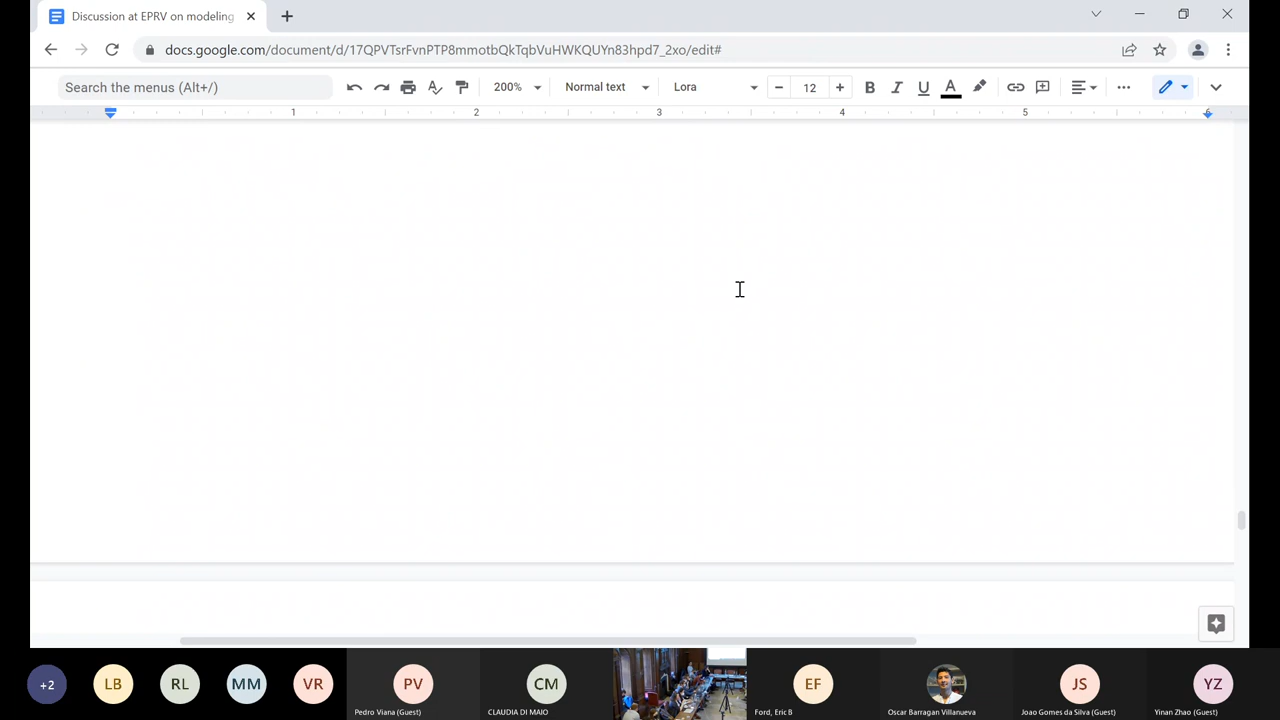 Discussion at EPRV on modeling
docs.google.com/document/d/17QPVTsrFvnPTP8mmotbQkTqbVuHWKQUYn83hpd7_2xo/edit#
Search the menus (Alt+/)
200%
Normal text
Lora
12
B
I
U
A
1 2 3 4 5 6
+2
LB
RL
MM
VR
PV
CM
EF
JS
YZ
Pedro Viana (Guest)
CLAUDIA DI MAIO
Ford, Eric B
Oscar Barragan Villanueva
Joao Gomes da Silva (Guest)
Yinan Zhao (Guest)